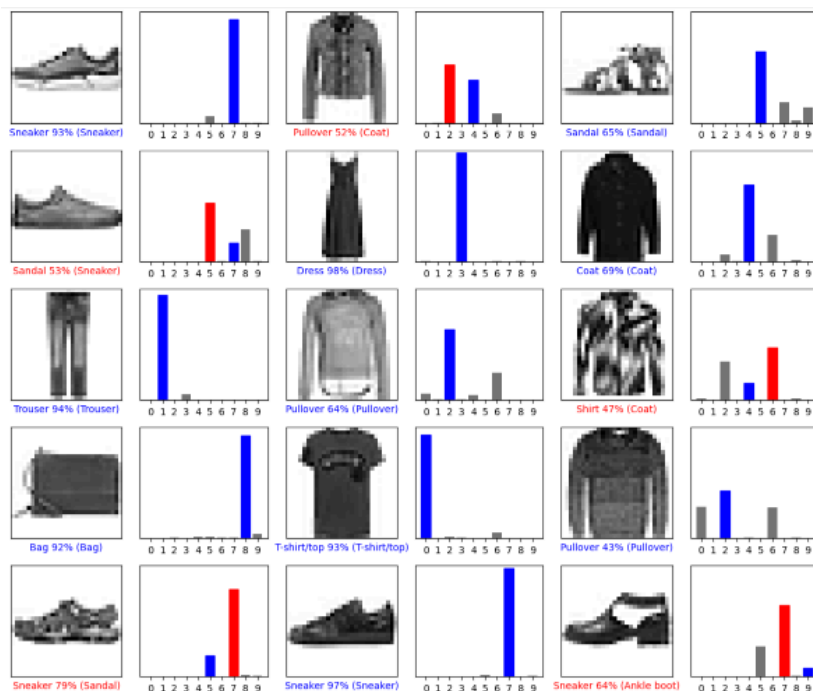 0 1 2 3 4 5 6 7 8 9 0 1 2 3 4 5 6 7 8 9 0 1 2 3 4 5 6 7 8 9
Sneaker 93% (Sneaker) Pullover 52% (Coat) Sandal 65% (Sandal)
0 1 2 3 4 5 6 7 8 9 0 1 2 3 4 5 6 7 8 9 0 1 2 3 4 5 6 7 8 9
Sandal 53% (Sneaker) Dress 98% (Dress) Coat 69% (Coat)
0 1 2 3 4 5 6 7 8 9 0 1 2 3 4 5 6 7 8 9 0 1 2 3 4 5 6 7 8 9
Trouser 94% (Trouser) Pullover 64% (Pullover) Shirt 47% (Coat)
0 1 2 3 4 5 6 7 8 9 0 1 2 3 4 5 6 7 8 9 0 1 2 3 4 5 6 7 8 9
Bag 92% (Bag) T-shirt/top 93% (T-shirt/top) Pullover 43% (Pullover)
0 1 2 3 4 5 6 7 8 9 0 1 2 3 4 5 6 7 8 9 0 1 2 3 4 5 6 7 8 9
Sneaker 79% (Sandal) Sneaker 97% (Sneaker) Sneaker 64% (Ankle boot)